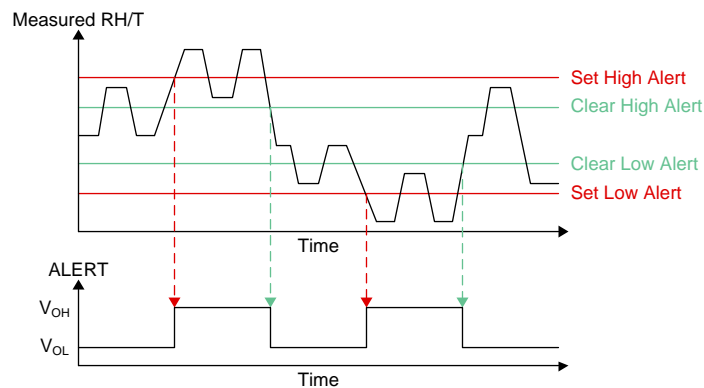 Measured RH/T
Set High Alert
Clear High Alert
Clear Low Alert
Set Low Alert
Time
ALERT
VOH
VOL
Time